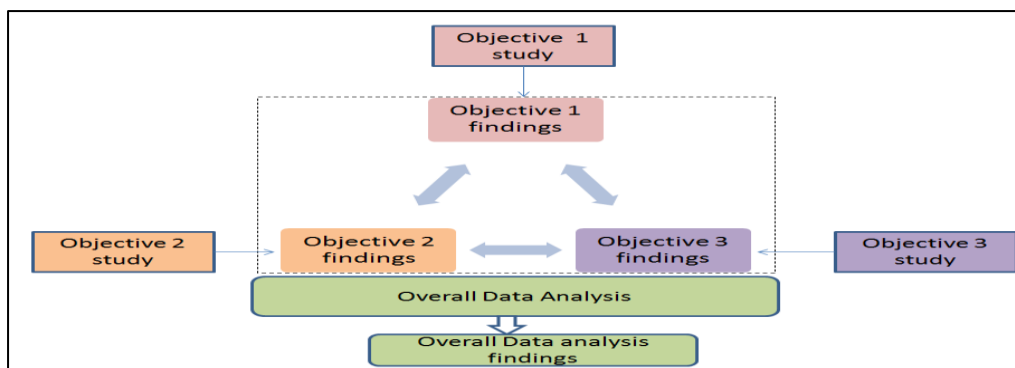 Objective 1
study
Objective 1
findings
Objective 2
study
Objective 2
findings
Objective 3
findings
Objective 3
study
Overall Data Analysis
Overall Data analysis
findings